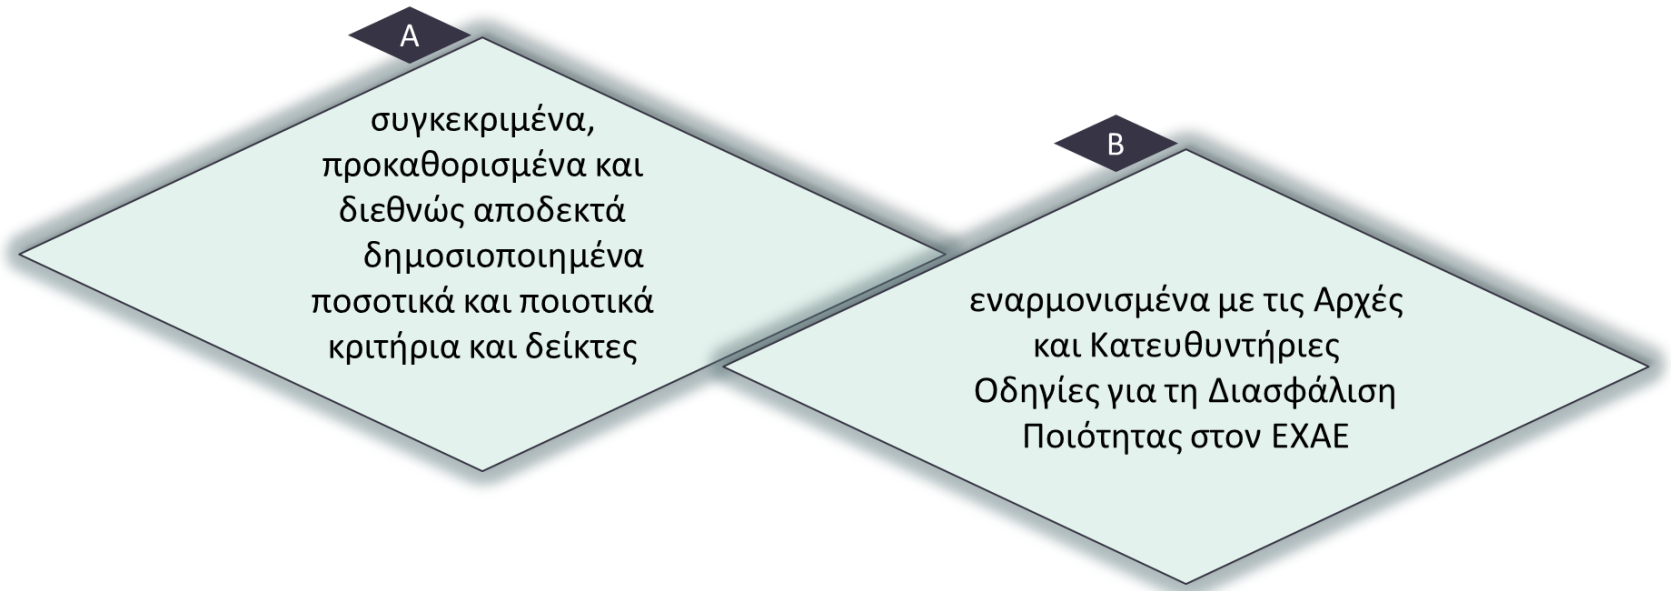 Α
συγκεκριμένα,
προκαθορισμένα και
διεθνώς αποδεκτά
δημοσιοποιημένα
ποσοτικά και ποιοτικά
κριτήρια και δείκτες
Β
εναρμονισμένα με τις Αρχές
και Κατευθυντήριες
Οδηγίες για τη Διασφάλιση
Ποιότητας στον ΕΧΑΕ